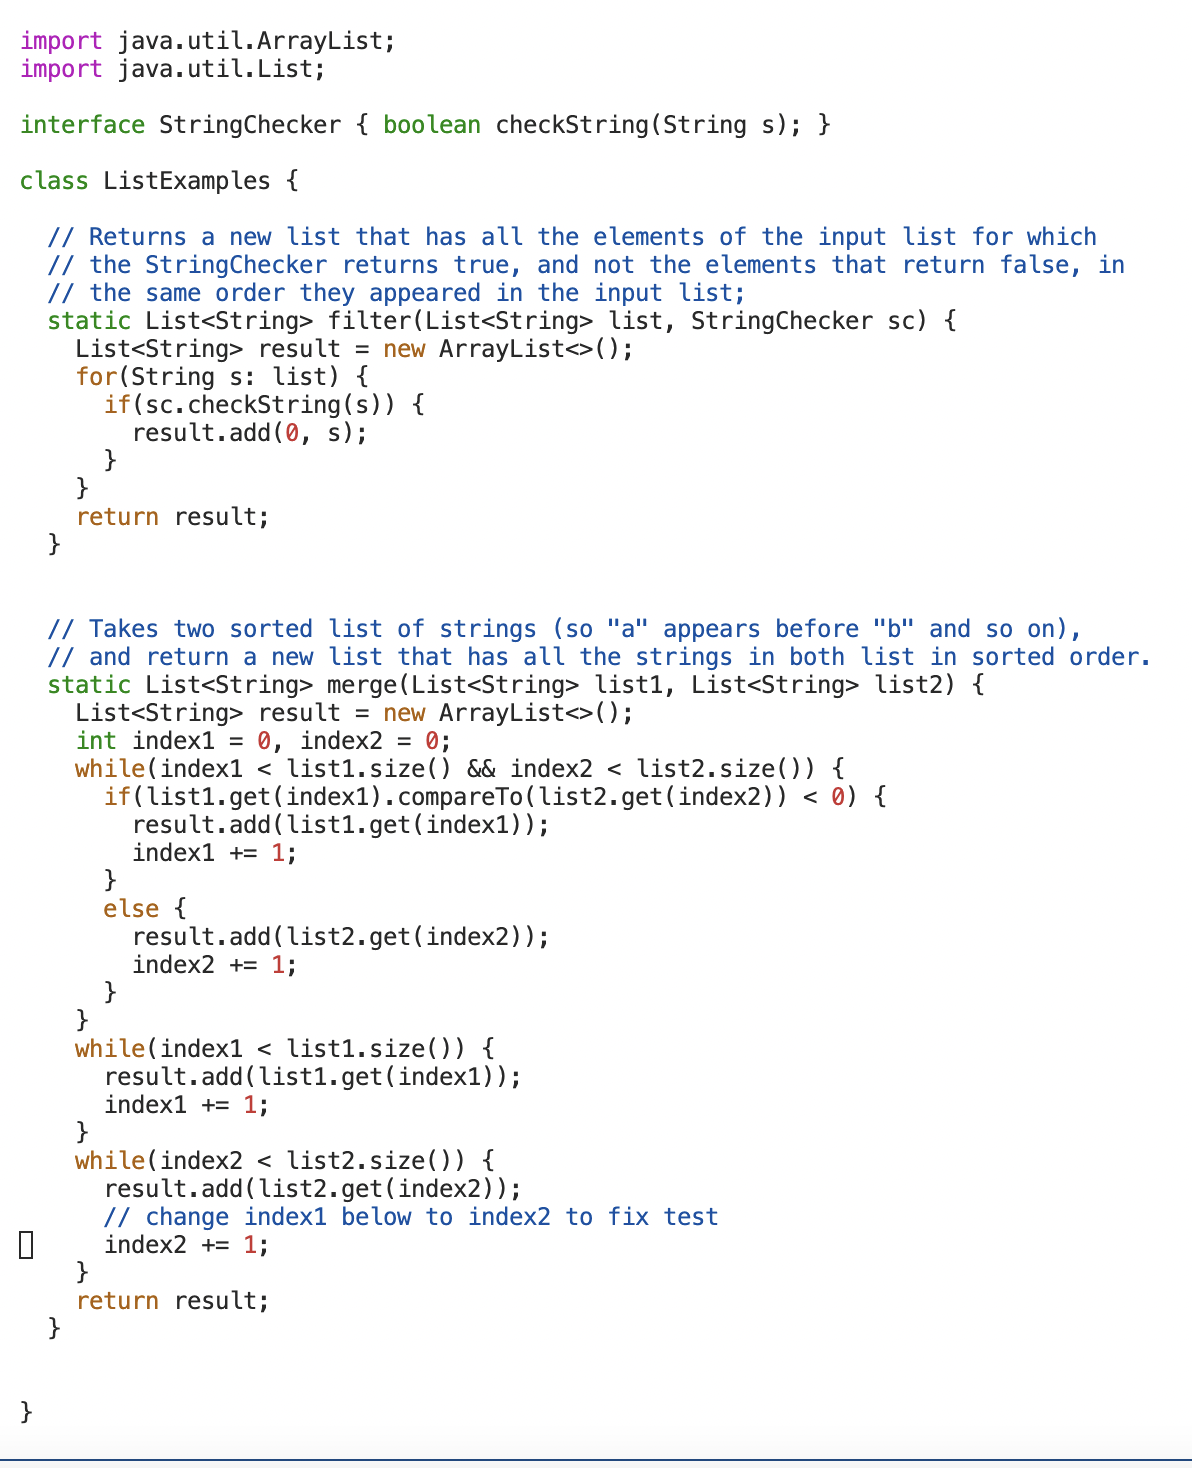 import java.util.ArrayList;
import java.util.List;

interface StringChecker { boolean checkString(String s); }

class ListExamples {

  // Returns a new list that has all the elements of the input list for which
  // the StringChecker returns true, and not the elements that return false, in
  // the same order they appeared in the input list;
  static List<String> filter(List<String> list, StringChecker sc) {
    List<String> result = new ArrayList<>();
    for(String s: list) {
      if(sc.checkString(s)) {
        result.add(0, s);
      }
    }
    return result;
  }


  // Takes two sorted list of strings (so "a" appears before "b" and so on),
  // and return a new list that has all the strings in both list in sorted order.
  static List<String> merge(List<String> list1, List<String> list2) {
    List<String> result = new ArrayList<>();
    int index1 = 0, index2 = 0;
    while(index1 < list1.size() && index2 < list2.size()) {
      if(list1.get(index1).compareTo(list2.get(index2)) < 0) {
        result.add(list1.get(index1));
        index1 += 1;
      }
      else {
        result.add(list2.get(index2));
        index2 += 1;
      }
    }
    while(index1 < list1.size()) {
      result.add(list1.get(index1));
      index1 += 1;
    }
    while(index2 < list2.size()) {
      result.add(list2.get(index2));
      // change index1 below to index2 to fix test
      index2 += 1;
    }
    return result;
  }


}